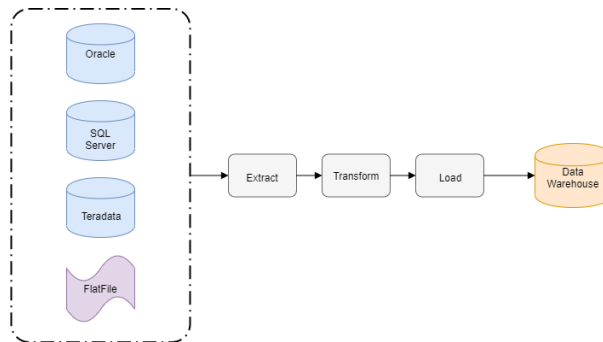 Oracle
SQL
Server
Teradata
FlatFile
Extract
Transform
Load
Data
Warehouse